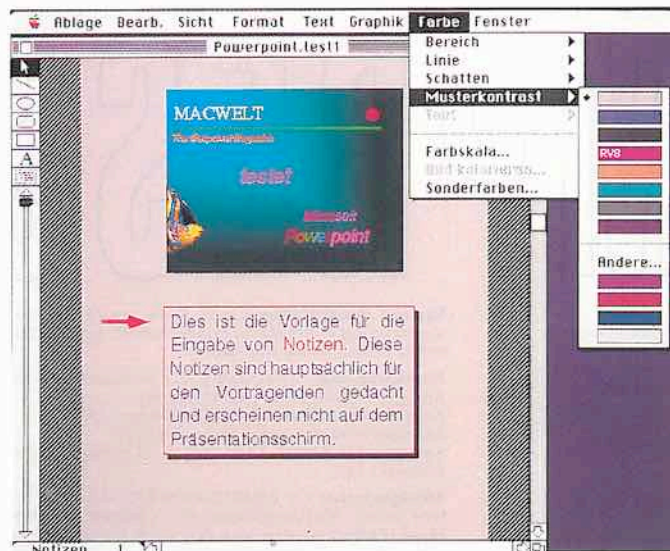 Ablage Bearb. Sicht Format Text Graphik Farbe Fenster
Powerpoint.test1
Bereich
Linie
Schatten
Musterkontrast
Text
Farbskala...
Bild kolorieren...
Sonderfarben...
RVB
Andere...
A
MACWELT
testet
Microsoft
Powerpoint
Dies ist die Vorlage für die
Eingabe von Notizen. Diese
Notizen sind hauptsächlich für
den Vortragenden gedacht
und erscheinen nicht auf dem
Präsentationsschirm.
Notizen 1